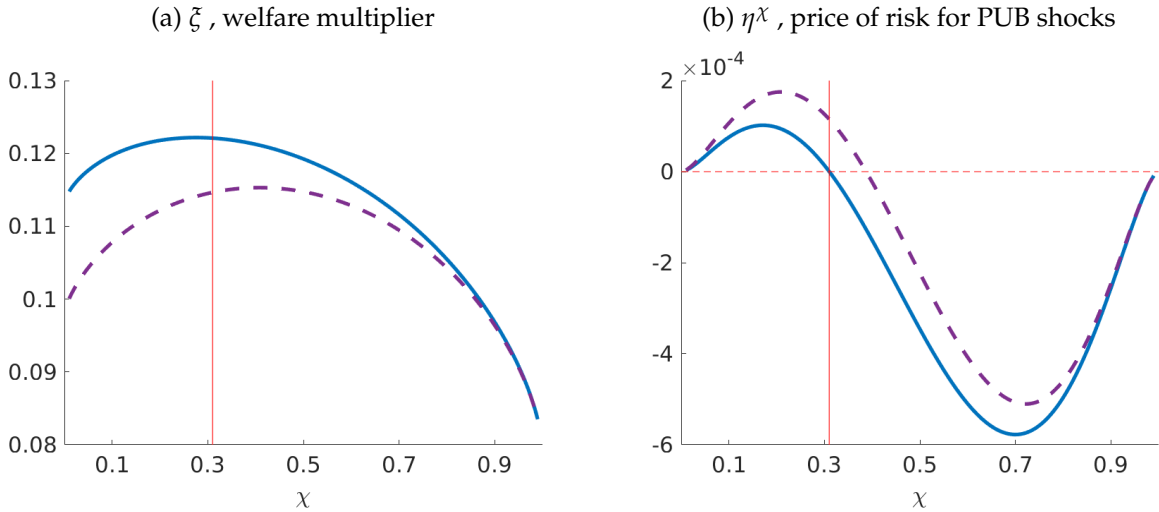 (a) ξ , welfare multiplier
0.13
0.12
0.11
0.1
0.09
0.08
0.1 0.3 0.5 0.7 0.9
χ
(b) η^χ , price of risk for PUB shocks
×10^-4
2
0
-2
-4
-6
0.1 0.3 0.5 0.7 0.9
χ